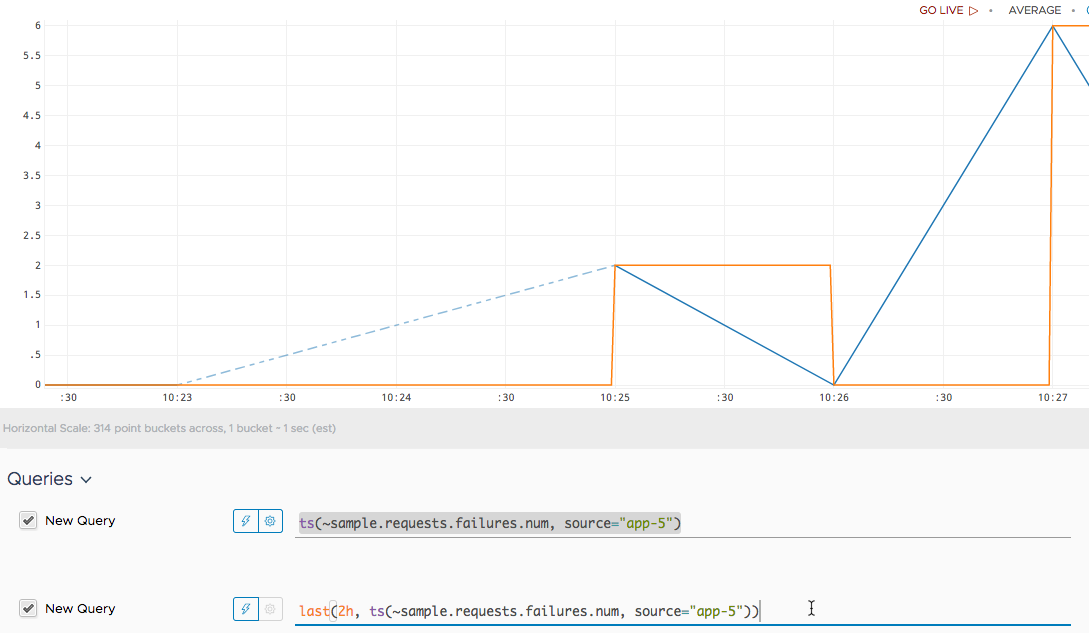 GO LIVE ▷ • AVERAGE •
6
5.5
5
4.5
4
3.5
3
2.5
2
1.5
1
.5
0
:30 10:23 :30 10:24 :30 10:25 :30 10:26 :30 10:27
Horizontal Scale: 314 point buckets across, 1 bucket ~ 1 sec (est)
Queries
New Query ts(~sample.requests.failures.num, source="app-5")
New Query last(2h, ts(~sample.requests.failures.num, source="app-5"))